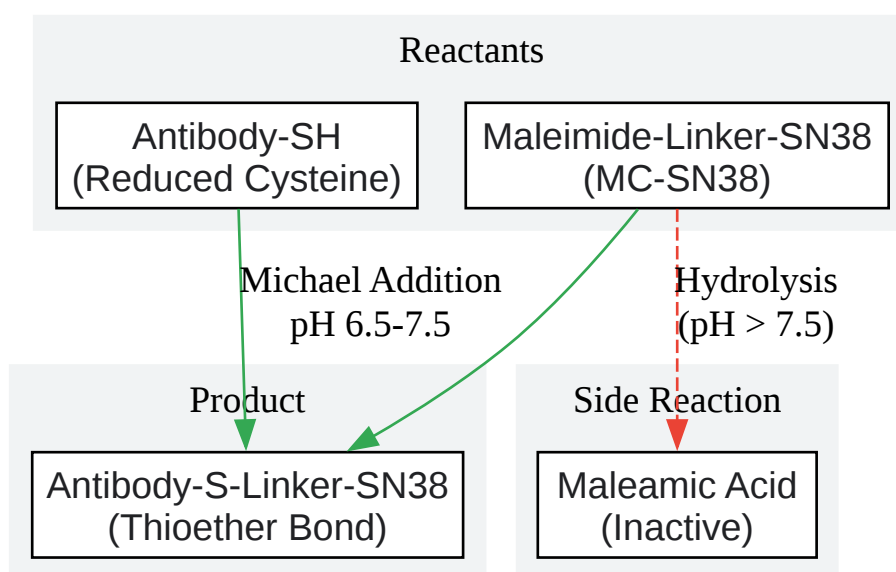 Reactants
Antibody-SH
(Reduced Cysteine)
Maleimide-Linker-SN38
(MC-SN38)
Michael Addition
pH 6.5-7.5
Hydrolysis
(pH > 7.5)
Product
Antibody-S-Linker-SN38
(Thioether Bond)
Side Reaction
Maleamic Acid
(Inactive)